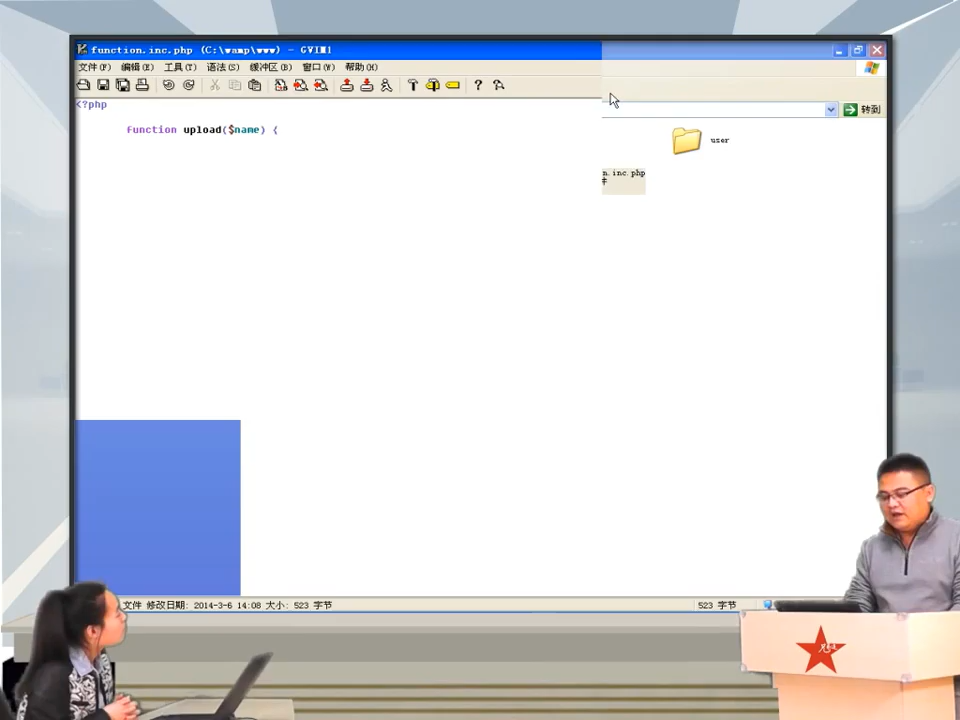 function.inc.php (C:\wamp\www) - GVIM1
文件(F) 编辑(E) 工具(T) 语法(S) 缓冲区(B) 窗口(W) 帮助(H)
转到
<?php
function upload($name) {
user
n.inc.php
文件 修改日期: 2014-3-6 14:08 大小: 523 字节
523 字节